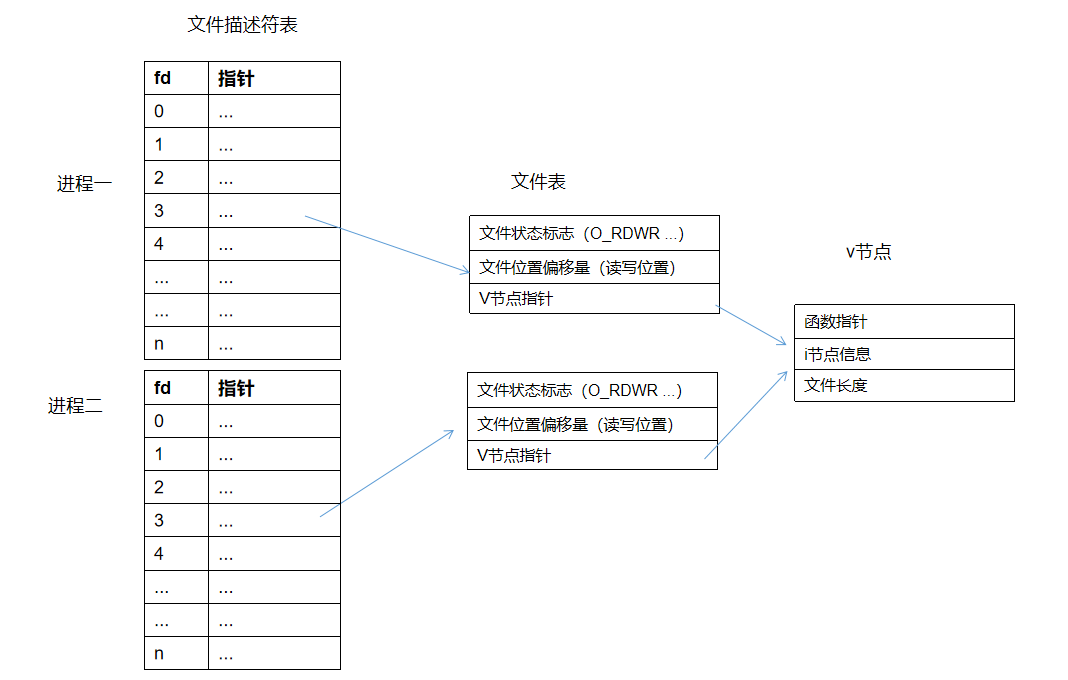 文件描述符表
进程一
fd 指针
0 ...
1 ...
2 ...
3 ...
4 ...
... ...
... ...
n ...
进程二
fd 指针
0 ...
1 ...
2 ...
3 ...
4 ...
... ...
... ...
n ...
文件表
文件状态标志（O_RDWR ...）
文件位置偏移量（读写位置）
V节点指针
文件状态标志（O_RDWR ...）
文件位置偏移量（读写位置）
V节点指针
v节点
函数指针
i节点信息
文件长度